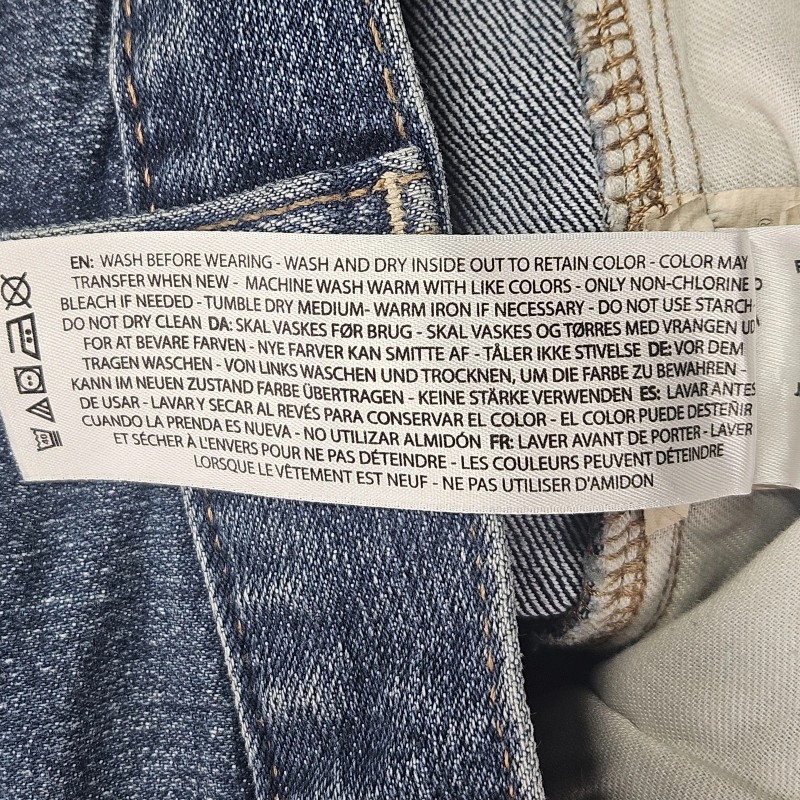 EN: WASH BEFORE WEARING - WASH AND DRY INSIDE OUT TO RETAIN COLOR - COLOR MAY
TRANSFER WHEN NEW - MACHINE WASH WARM WITH LIKE COLORS - ONLY NON-CHLORINE
BLEACH IF NEEDED - TUMBLE DRY MEDIUM- WARM IRON IF NECESSARY - DO NOT USE STARCH
DO NOT DRY CLEAN DA: SKAL VASKES FØR BRUG - SKAL VASKES OG TØRRES MED VRANGEN UD
FOR AT BEVARE FARVEN - NYE FARVER KAN SMITTE AF - TÅLER IKKE STIVELSE DE: VOR DEM
TRAGEN WASCHEN - VON LINKS WASCHEN UND TROCKNEN, UM DIE FARBE ZU BEWAHREN -
KANN IM NEUEN ZUSTAND FARBE ÜBERTRAGEN - KEINE STÄRKE VERWENDEN ES: LAVAR ANTES
DE USAR - LAVAR Y SECAR AL REVÉS PARA CONSERVAR EL COLOR - EL COLOR PUEDE DESTEÑIR
CUANDO LA PRENDA ES NUEVA - NO UTILIZAR ALMIDÓN FR: LAVER AVANT DE PORTER - LAVER
ET SÉCHER À L'ENVERS POUR NE PAS DÉTEINDRE - LES COULEURS PEUVENT DÉTEINDRE
LORSQUE LE VÊTEMENT EST NEUF - NE PAS UTILISER D'AMIDON